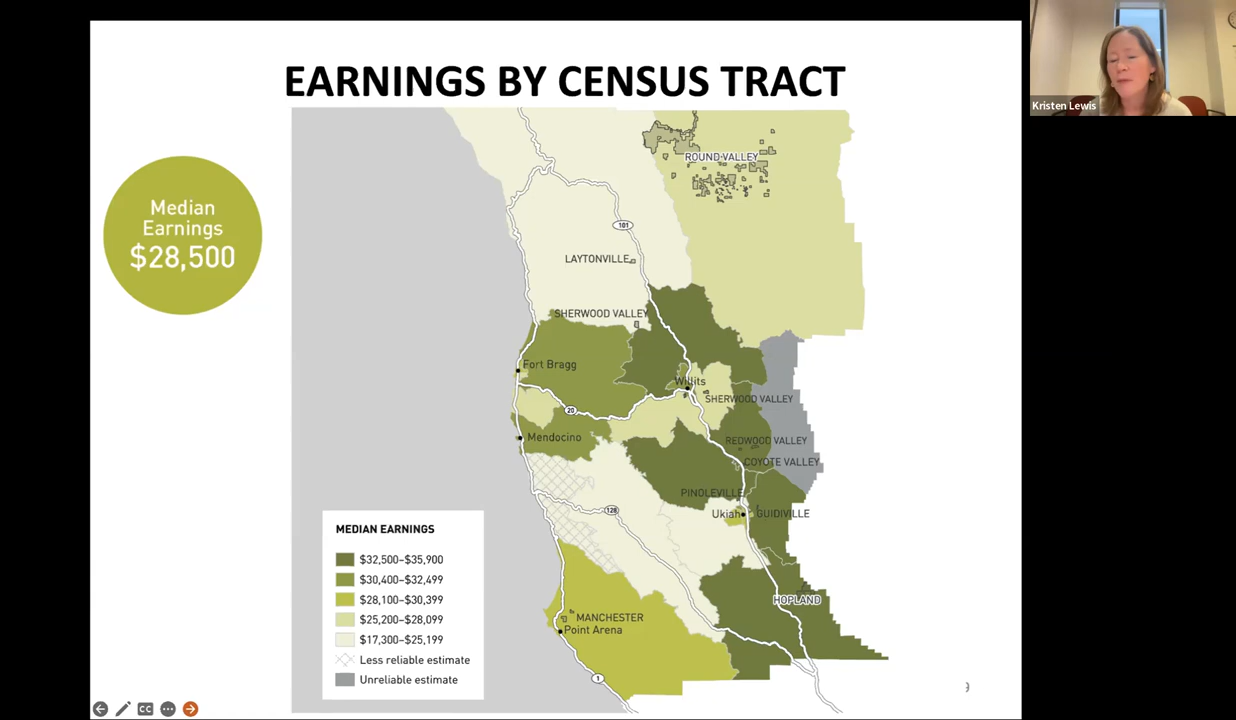 EARNINGS BY CENSUS TRACT
Kristen Lewis
Median
Earnings
$28,500
ROUND VALLEY
101
LAYTONVILLE
SHERWOOD VALLEY
Fort Bragg
Willits
SHERWOOD VALLEY
20
Mendocino
REDWOOD VALLEY
COYOTE VALLEY
PINOLEVILLE
128
Ukiah
GUIDIVILLE
HOPLAND
MANCHESTER
Point Arena
1
MEDIAN EARNINGS
$32,500–$35,900
$30,400–$32,499
$28,100–$30,399
$25,200–$28,099
$17,300–$25,199
Less reliable estimate
Unreliable estimate
CC
9